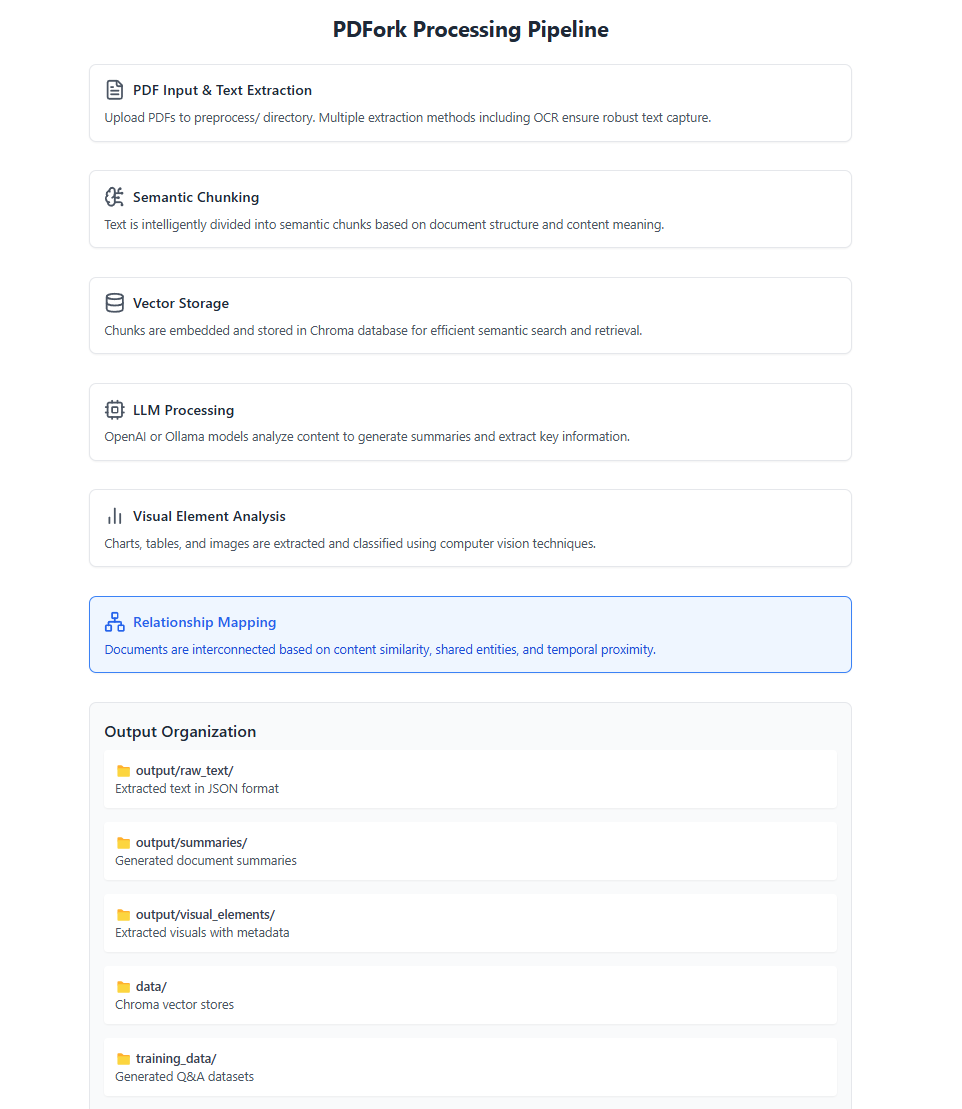 PDFork Processing Pipeline
PDF Input & Text Extraction
Upload PDFs to preprocess/ directory. Multiple extraction methods including OCR ensure robust text capture.
Semantic Chunking
Text is intelligently divided into semantic chunks based on document structure and content meaning.
Vector Storage
Chunks are embedded and stored in Chroma database for efficient semantic search and retrieval.
LLM Processing
OpenAI or Ollama models analyze content to generate summaries and extract key information.
Visual Element Analysis
Charts, tables, and images are extracted and classified using computer vision techniques.
Relationship Mapping
Documents are interconnected based on content similarity, shared entities, and temporal proximity.
Output Organization
output/raw_text/
Extracted text in JSON format
output/summaries/
Generated document summaries
output/visual_elements/
Extracted visuals with metadata
data/
Chroma vector stores
training_data/
Generated Q&A datasets